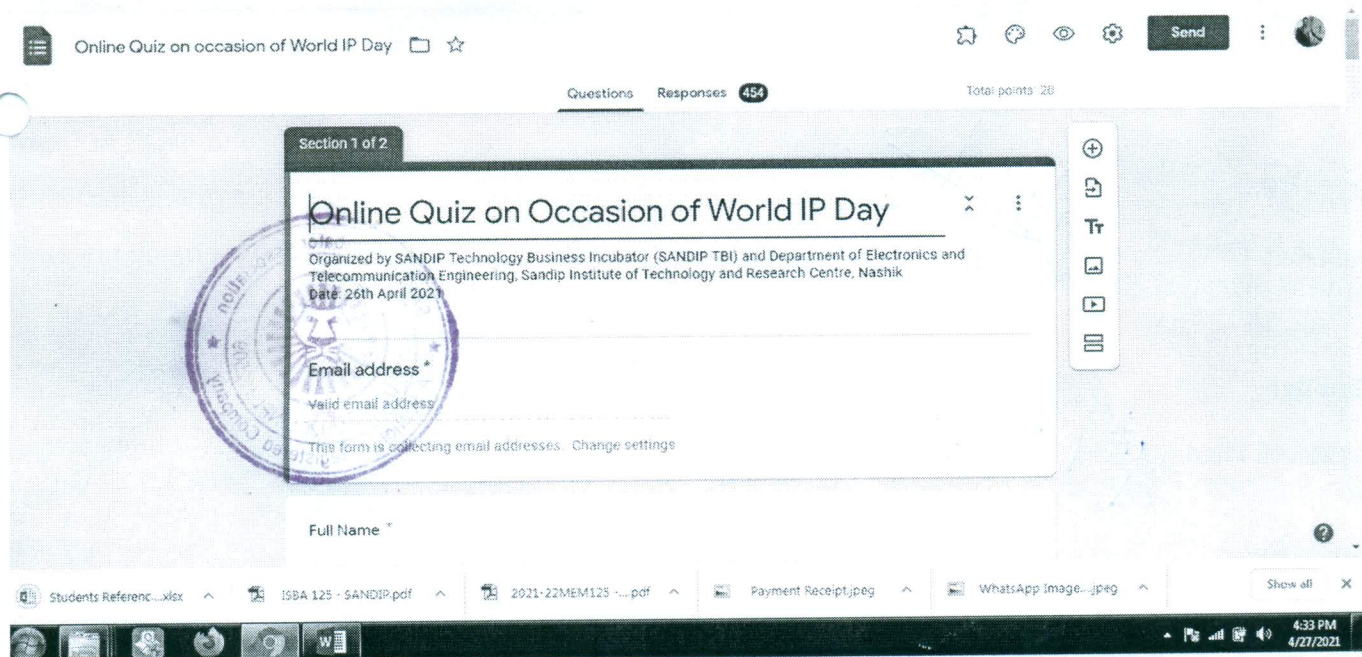 Online Quiz on occasion of World IP Day
Send
Questions Responses 454
Total points 20
Section 1 of 2
Online Quiz on Occasion of World IP Day
Organized by SANDIP Technology Business Incubator (SANDIP TBI) and Department of Electronics and
Telecommunication Engineering, Sandip Institute of Technology and Research Centre, Nashik
Date: 26th April 2021
Tr
Email address *
Valid email address
This form is collecting email addresses. Change settings
Full Name *
Students Referenc...xlsx
ISBA 125 - SANDIP.pdf
2021-22MEM125 -....pdf
Payment Receipt.jpeg
WhatsApp Image...jpeg
Show all
4:33 PM
4/27/2021